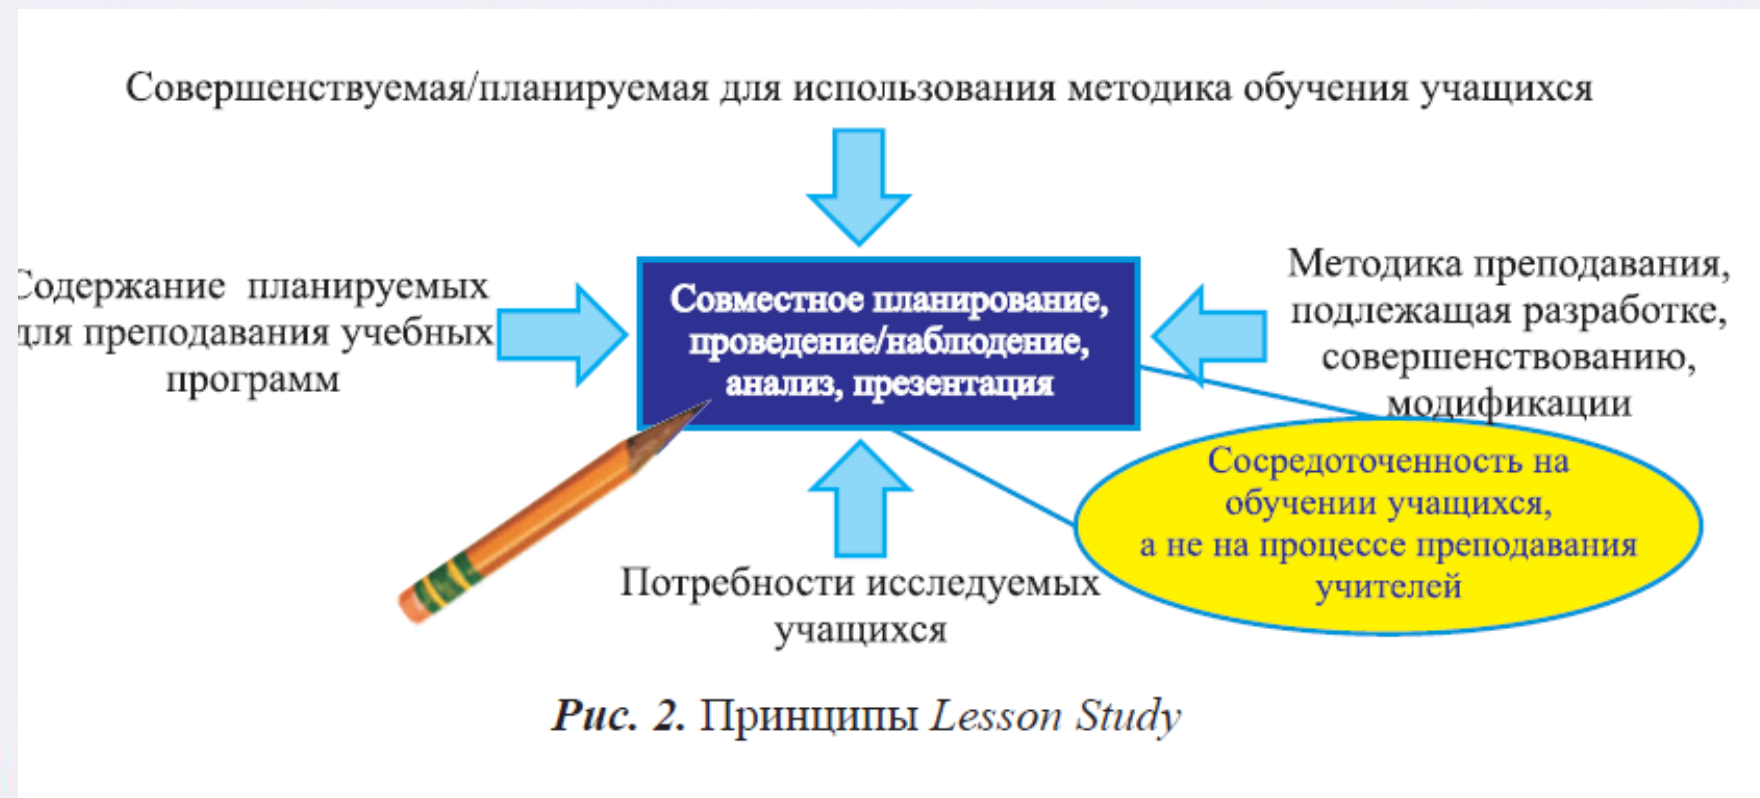 Совершенствуемая/планируемая для использования методика обучения учащихся
Содержание планируемых
для преподавания учебных
программ
Совместное планирование,
проведение/наблюдение,
анализ, презентация
Методика преподавания,
подлежащая разработке,
совершенствованию,
модификации
Сосредоточенность на
обучении учащихся,
а не на процессе преподавания
учителей
Потребности исследуемых
учащихся
Рис. 2. Принципы Lesson Study